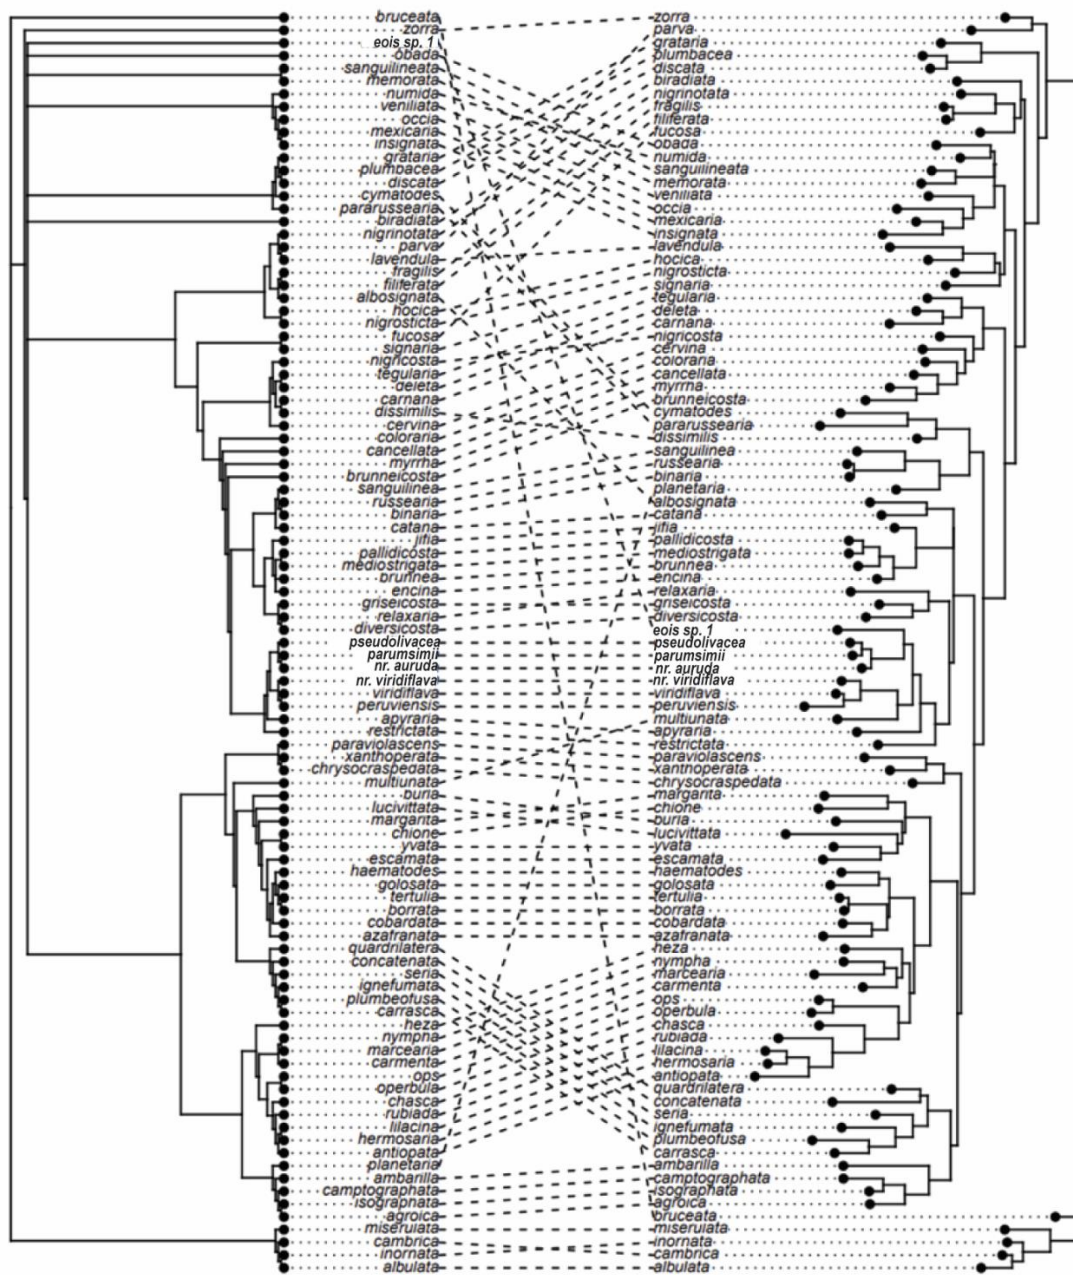 bruceata zorra
zorra parva
eois sp. 1 grataria
obada plumbacea
sanguilineata discata
memorata biradiata
numida nigrinotata
veniliata fragilis
occia filiferata
mexicaria fucosa
insignata obada
grataria numida
plumbacea sanguilineata
discata memorata
cymatodes veniliata
pararussearia occia
biradiata mexicaria
nigrinotata insignata
parva lavendula
lavendula hocica
fragilis nigrosticta
filiferata signaria
albosignata tegularia
hocica deleta
nigrosticta carnana
fucosa nigricosta
signaria cervina
nigricosta coloraria
tegularia cancellata
deleta myrrha
carnana brunneicosta
dissimilis cymatodes
cervina pararussearia
coloraria dissimilis
cancellata sanguilinea
myrrha russearia
brunneicosta binaria
sanguilinea planetaria
russearia albosignata
binaria catana
catana jifia
jifia pallidicosta
pallidicosta mediostrigata
mediostrigata brunnea
brunnea encina
encina relaxaria
griseicosta griseicosta
relaxaria diversicosta
diversicosta eois sp. 1
pseudolivacea pseudolivacea
parumsimii parumsimii
nr. auruda nr. auruda
nr. viridiflava nr. viridiflava
viridiflava viridiflava
peruviensis peruviensis
apyraria multiunata
restrictata apyraria
paraviolascens restrictata
xanthoperata paraviolascens
chrysocraspedata xanthoperata
multiunata chrysocraspedata
buria margarita
lucivittata chione
margarita buria
chione lucivittata
yvata yvata
escamata escamata
haematodes haematodes
golosata golosata
tertulia tertulia
borrata borrata
cobardata cobardata
azafranata azafranata
quardrilatera heza
concatenata nympha
seria marcearia
ignefumata carmenta
plumbeofusa ops
carrasca operbula
heza chasca
nympha rubiada
marcearia lilacina
carmenta hermosaria
ops antiopata
operbula quardrilatera
chasca concatenata
rubiada seria
lilacina ignefumata
hermosaria plumbeofusa
antiopata carrasca
planetaria ambarilla
ambarilla camptographata
camptographata isographata
isographata agroica
agroica bruceata
miserulata miserulata
cambrica inornata
inornata cambrica
albulata albulata